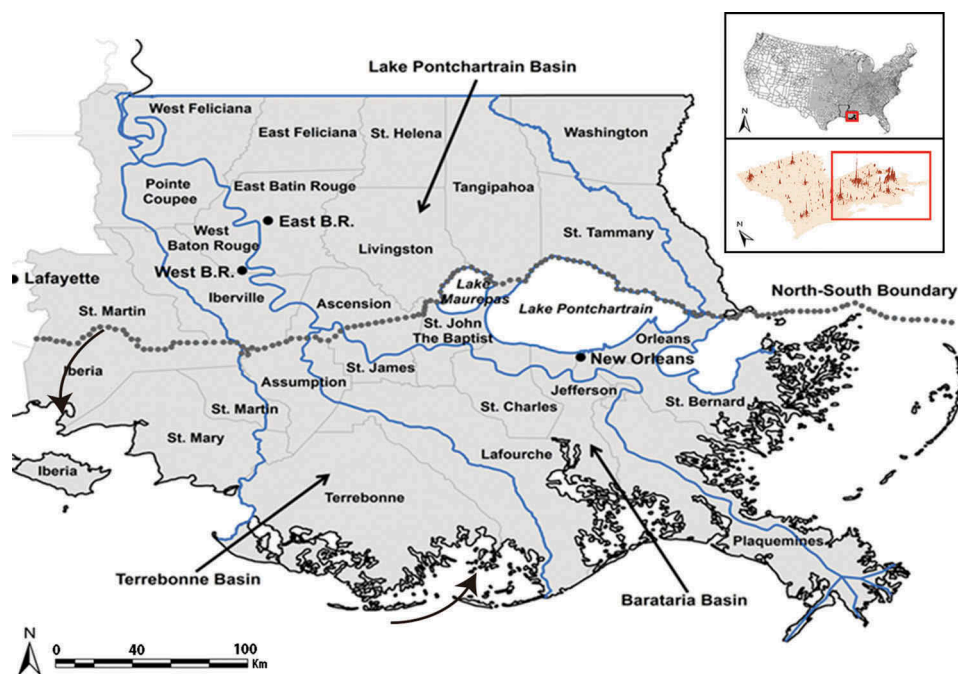 Lake Pontchartrain Basin
N
West Feliciana
East Feliciana
St. Helena
Washington
N
East Batin Rouge
Pointe
Coupee
Tangipahoa
East B.R.
West
Baton Rouge
St. Tammany
Livingston
West B.R.
Lafayette
Lake
Maurepas
Iberville
Ascension
Lake Pontchartrain
North-South Boundary
St. Martin
St. John
The Baptist
Orleans
New Orleans
Iberia
St. James
Assumption
Jefferson
St. Bernard
St. Martin
St. Charles
St. Mary
Lafourche
Iberia
Terrebonne
Plaquemines
Terrebonne Basin
Barataria Basin
N
0 40 80 100
Km